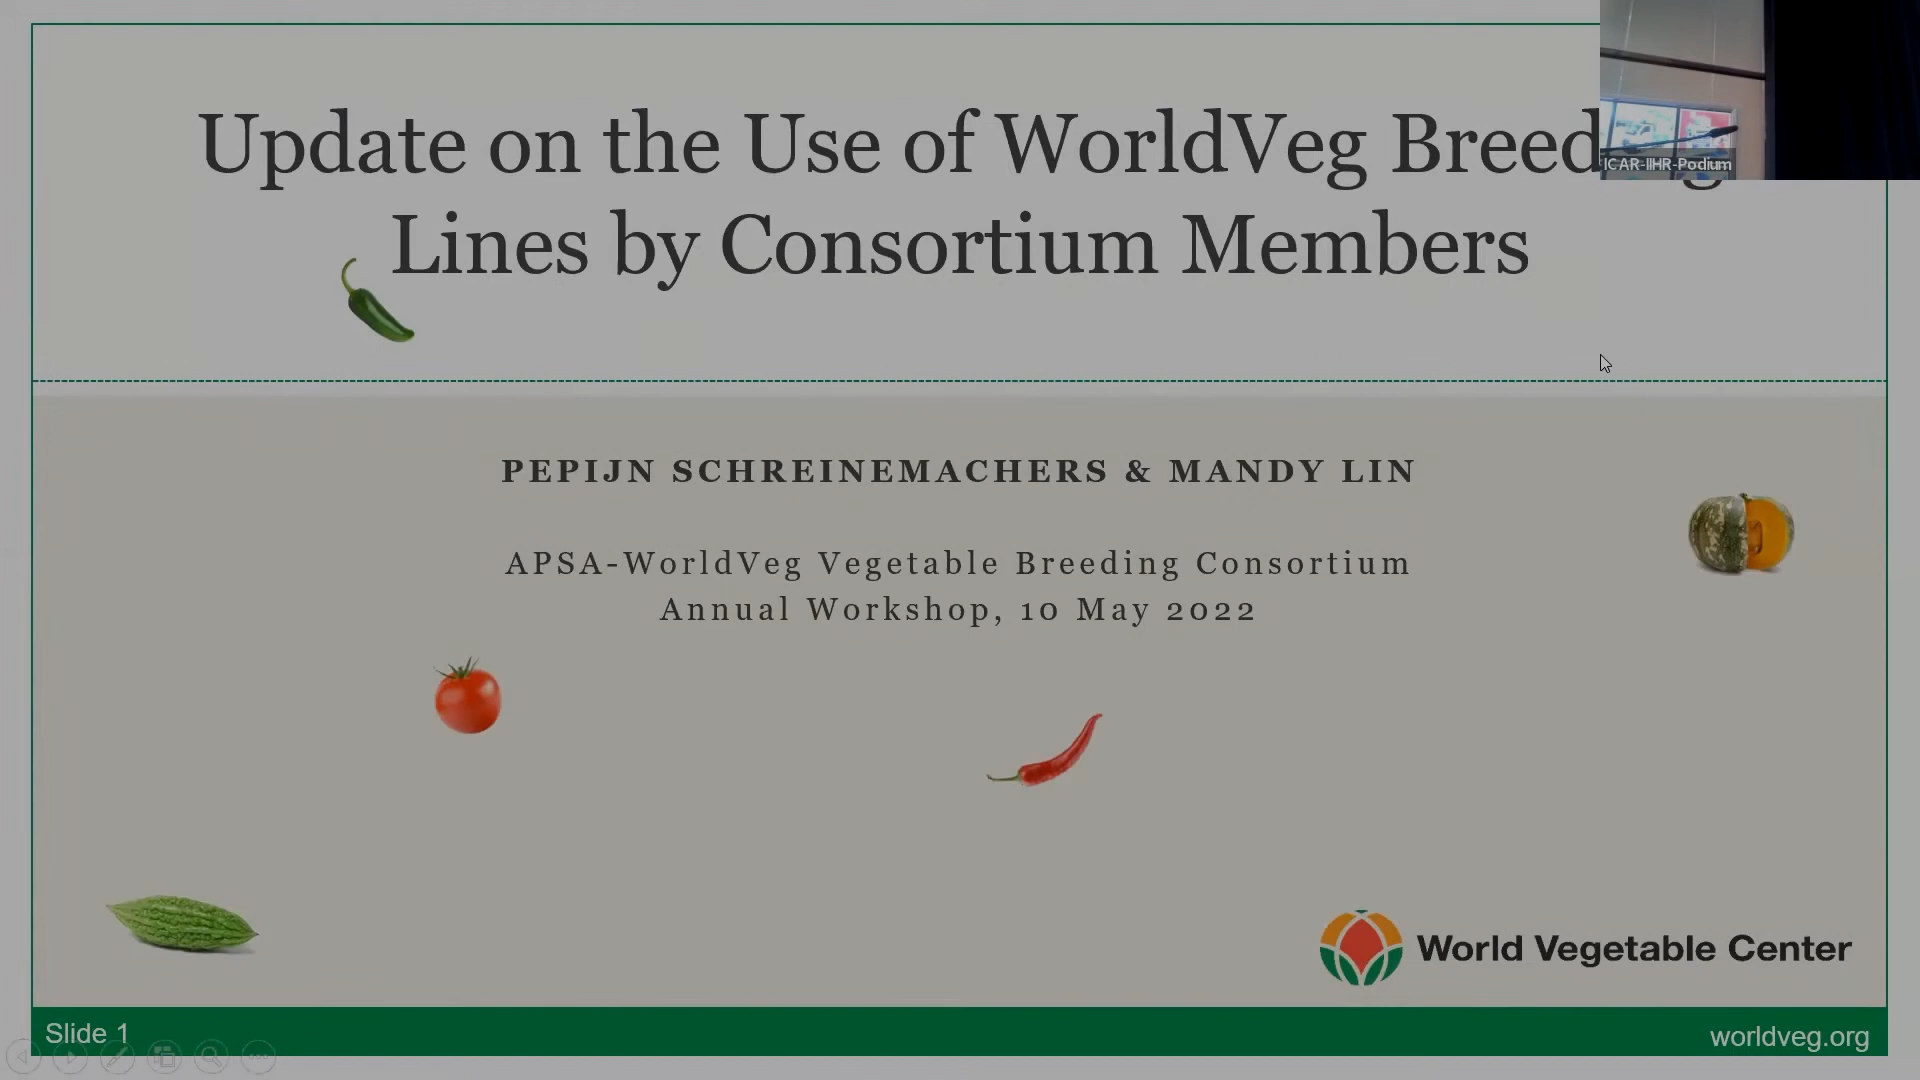 Update on the Use of WorldVeg Breed
Lines by Consortium Members
ICAR-IIHR-Podium
PEPIJN SCHREINEMACHERS & MANDY LIN
APSA-WorldVeg Vegetable Breeding Consortium
Annual Workshop, 10 May 2022
World Vegetable Center
Slide 1
worldveg.org